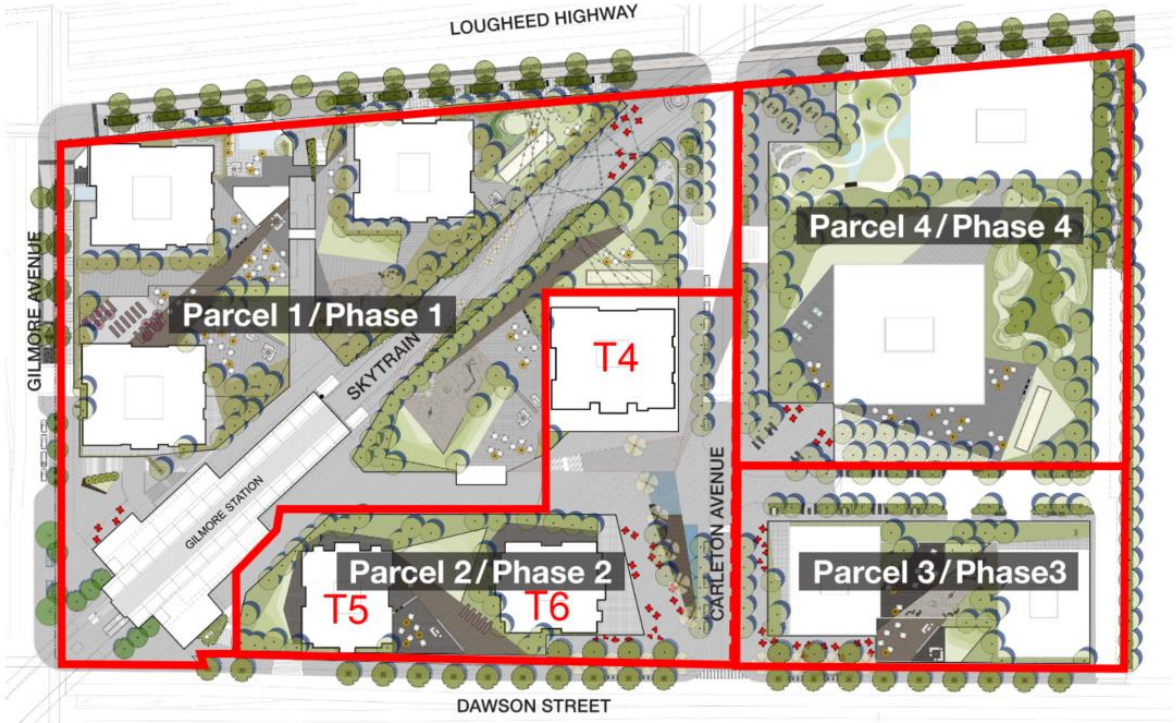 LOUGHEED HIGHWAY
GILMORE AVENUE
Parcel 4/Phase 4
Parcel 1/Phase 1
SKYTRAIN
T4
GILMORE STATION
CARLETON AVENUE
Parcel 2/Phase 2
T5
T6
Parcel 3/Phase3
3
DAWSON STREET